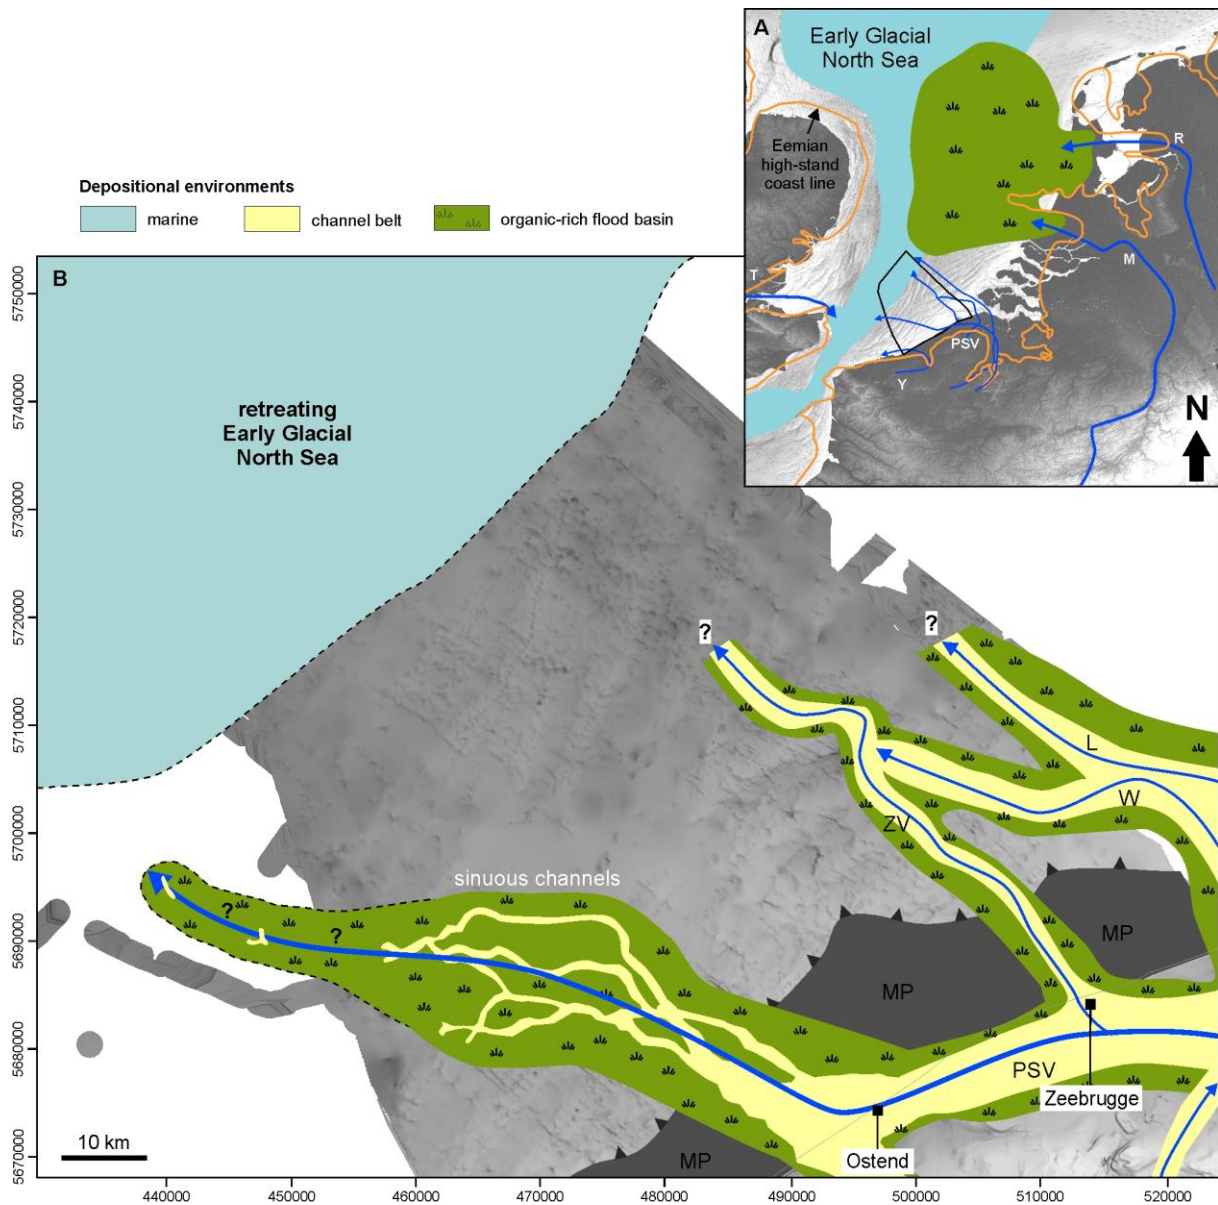 A
Early Glacial
North Sea
Eemian
high-stand
coast line
R
T
M
PSV
Y
N
Depositional environments
marine
channel belt
organic-rich flood basin
B
retreating
Early Glacial
North Sea
?
?
L
W
ZV
sinuous channels
?
?
MP
MP
PSV
Zeebrugge
Ostend
MP
10 km
5750000
5740000
5730000
5720000
5710000
5700000
5690000
5680000
5670000
440000
450000
460000
470000
480000
490000
500000
510000
520000